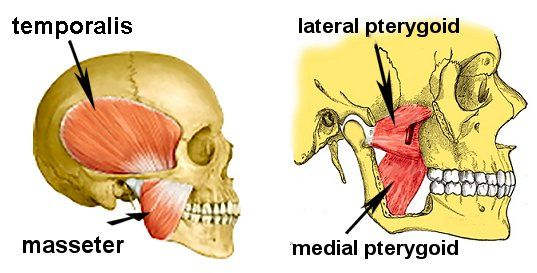 temporalis
lateral pterygoid
masseter
medial pterygoid